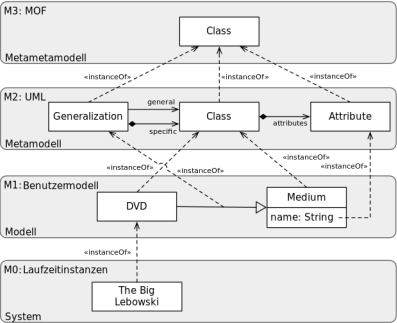 M3: MOF
Class
Metametamodell
«instanceOf»
«instanceOf»
«instanceOf»
M2: UML
Generalization
general
specific
Class
attributes
Attribute
Metamodell
«instanceOf»
«instanceOf»
«instanceOf»
M1:Benutzermodell
DVD
Medium
name: String
Modell
«instanceOf»
M0:Laufzeitinstanzen
The Big
Lebowski
System